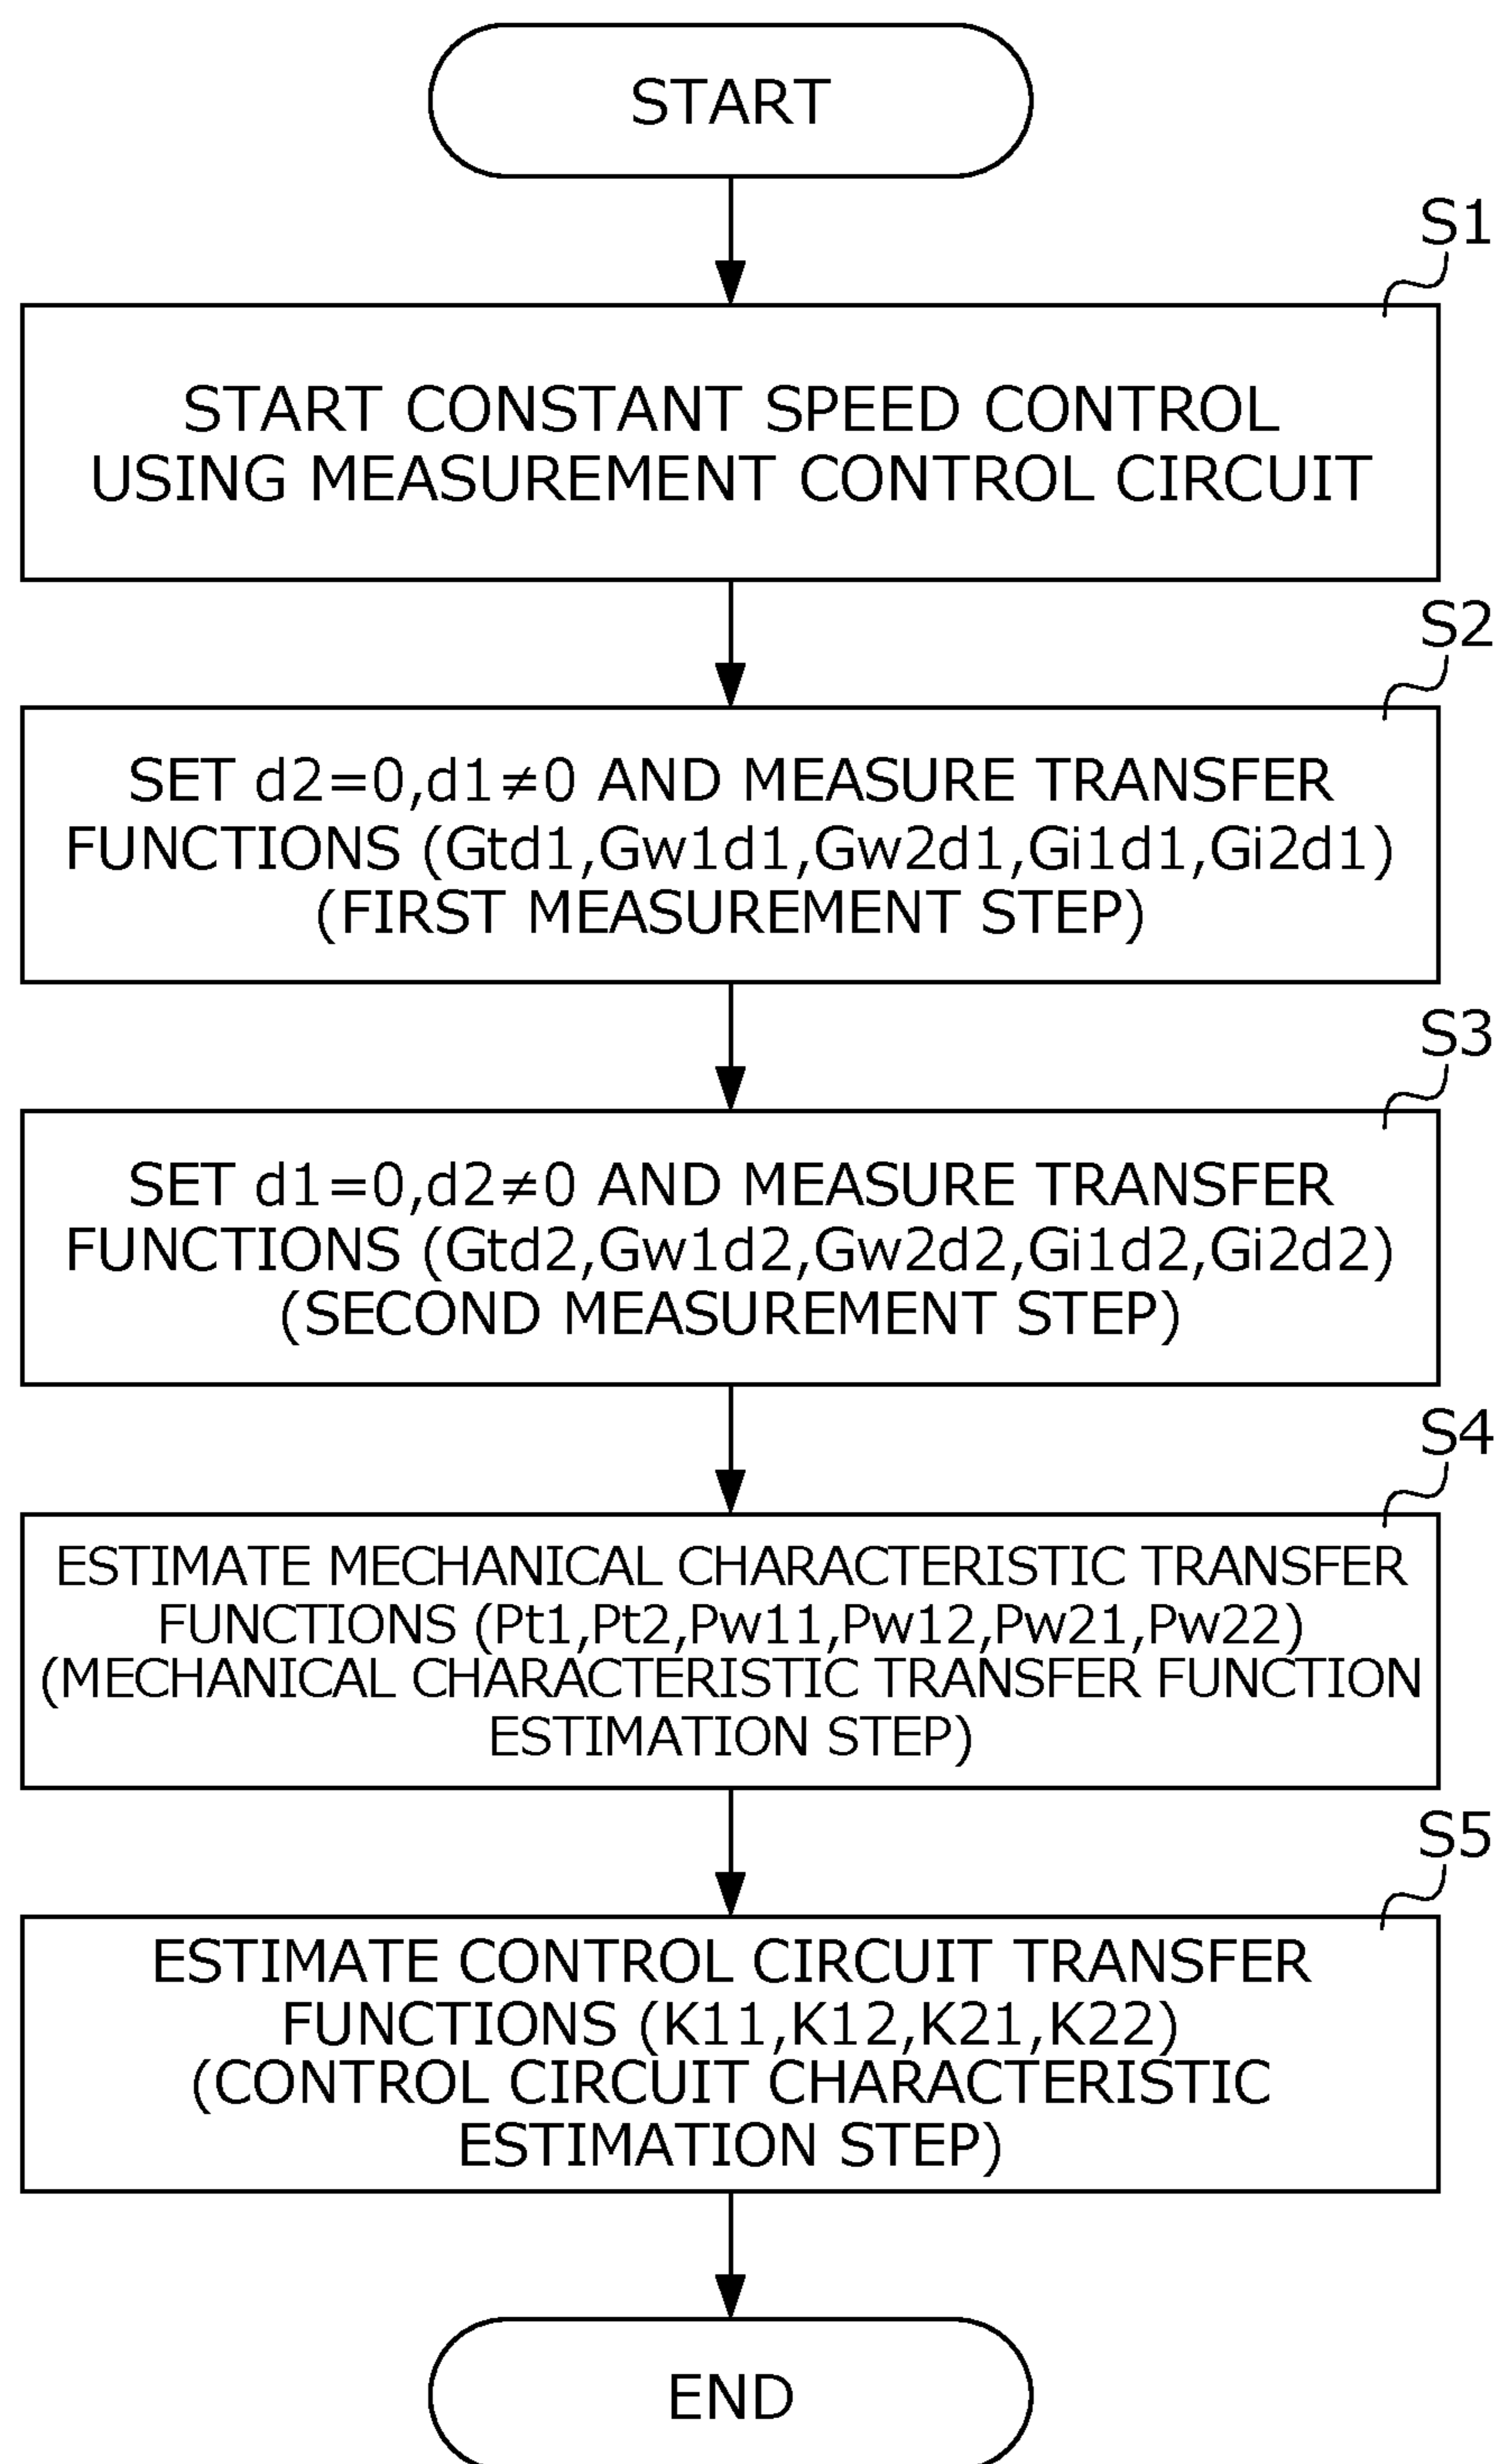 START
S1
START CONSTANT SPEED CONTROL
USING MEASUREMENT CONTROL CIRCUIT
S2
SET d2=0,d1≠0 AND MEASURE TRANSFER
FUNCTIONS (Gtd1,Gw1d1,Gw2d1,Gi1d1,Gi2d1)
(FIRST MEASUREMENT STEP)
S3
SET d1=0,d2≠0 AND MEASURE TRANSFER
FUNCTIONS (Gtd2,Gw1d2,Gw2d2,Gi1d2,Gi2d2)
(SECOND MEASUREMENT STEP)
S4
ESTIMATE MECHANICAL CHARACTERISTIC TRANSFER
FUNCTIONS (Pt1,Pt2,Pw11,Pw12,Pw21,Pw22)
(MECHANICAL CHARACTERISTIC TRANSFER FUNCTION
ESTIMATION STEP)
S5
ESTIMATE CONTROL CIRCUIT TRANSFER
FUNCTIONS (K11,K12,K21,K22)
(CONTROL CIRCUIT CHARACTERISTIC
ESTIMATION STEP)
END